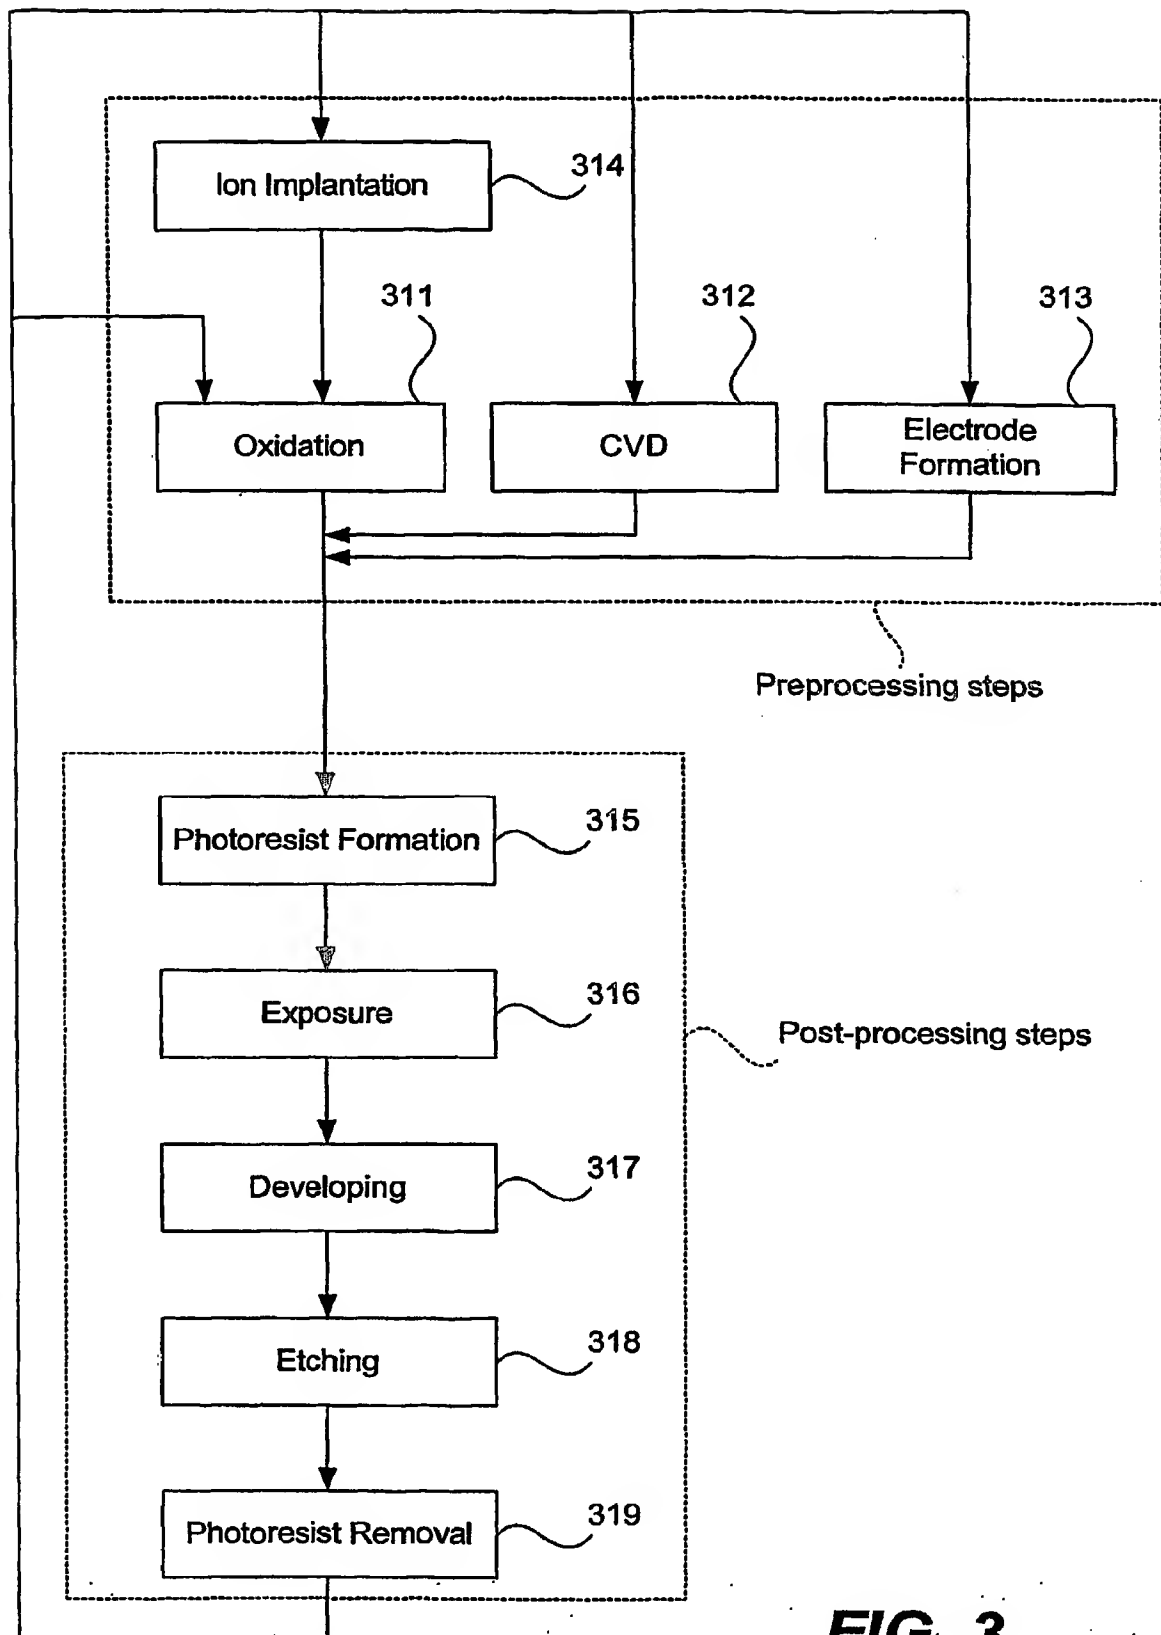 Ion Implantation
314
311
312
313
Oxidation
CVD
Electrode
Formation
Preprocessing steps
Photoresist Formation
315
Exposure
316
Post-processing steps
Developing
317
Etching
318
Photoresist Removal
319
FIG. 3